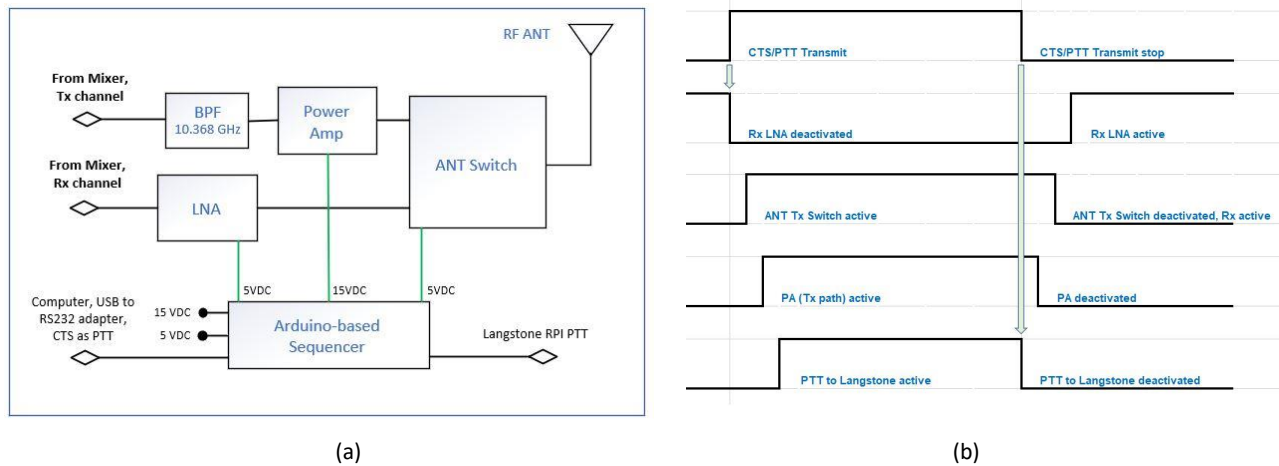 RF ANT
From Mixer,
Tx channel
BPF
10.368 GHz
Power
Amp
ANT Switch
From Mixer,
Rx channel
LNA
5VDC
15VDC
5VDC
Computer, USB to
RS232 adapter,
CTS as PTT
15 VDC
5 VDC
Arduino-based
Sequencer
Langstone RPI PTT
(a)
CTS/PTT Transmit
CTS/PTT Transmit stop
Rx LNA deactivated
Rx LNA active
ANT Tx Switch active
ANT Tx Switch deactivated, Rx active
PA (Tx path) active
PA deactivated
PTT to Langstone active
PTT to Langstone deactivated
(b)